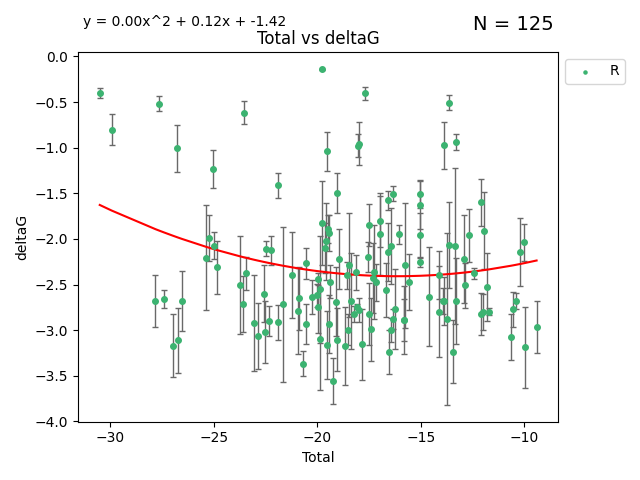 y = 0.00x^2 + 0.12x + -1.42
N = 125
Total vs deltaG
R
deltaG
0.0
−0.5
−1.0
−1.5
−2.0
−2.5
−3.0
−3.5
−4.0
−30 −25 −20 −15 −10
Total